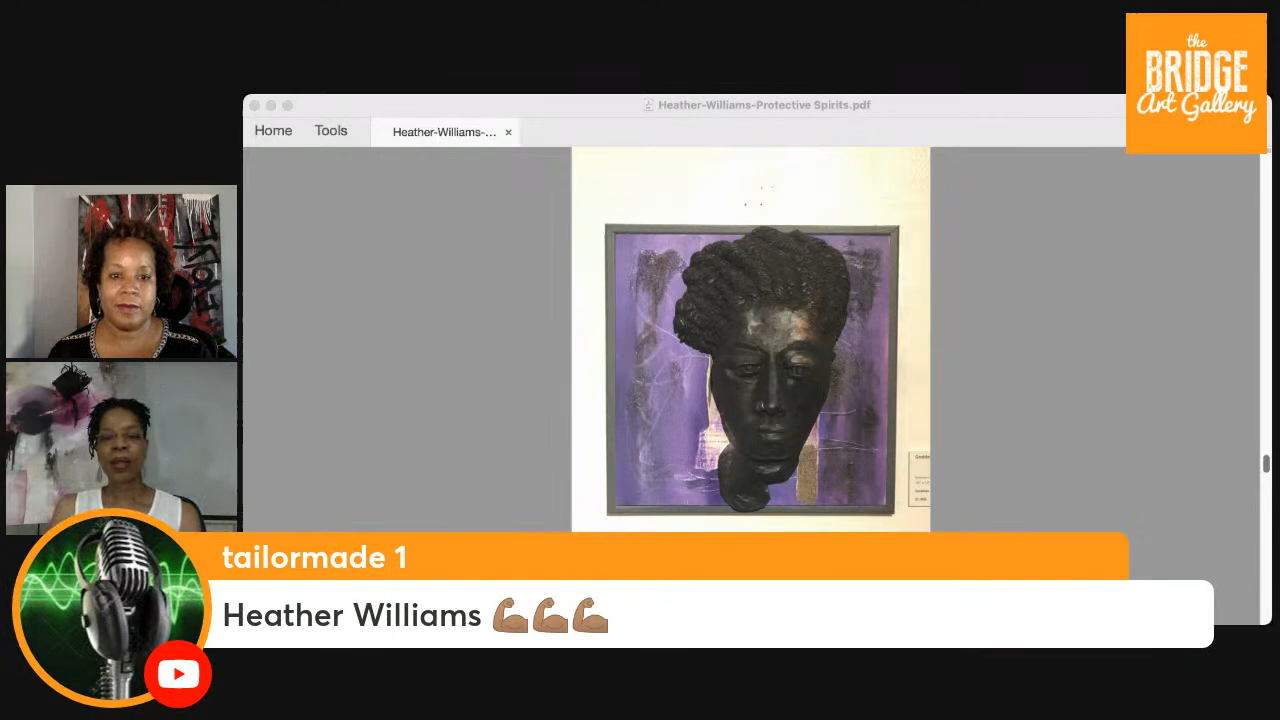 the
BRIDGE
Art Gallery
Heather-Williams-Protective Spirits.pdf
Home
Tools
Heather-Williams-... ×
tailormade 1
Heather Williams 💪🏽💪🏽💪🏽